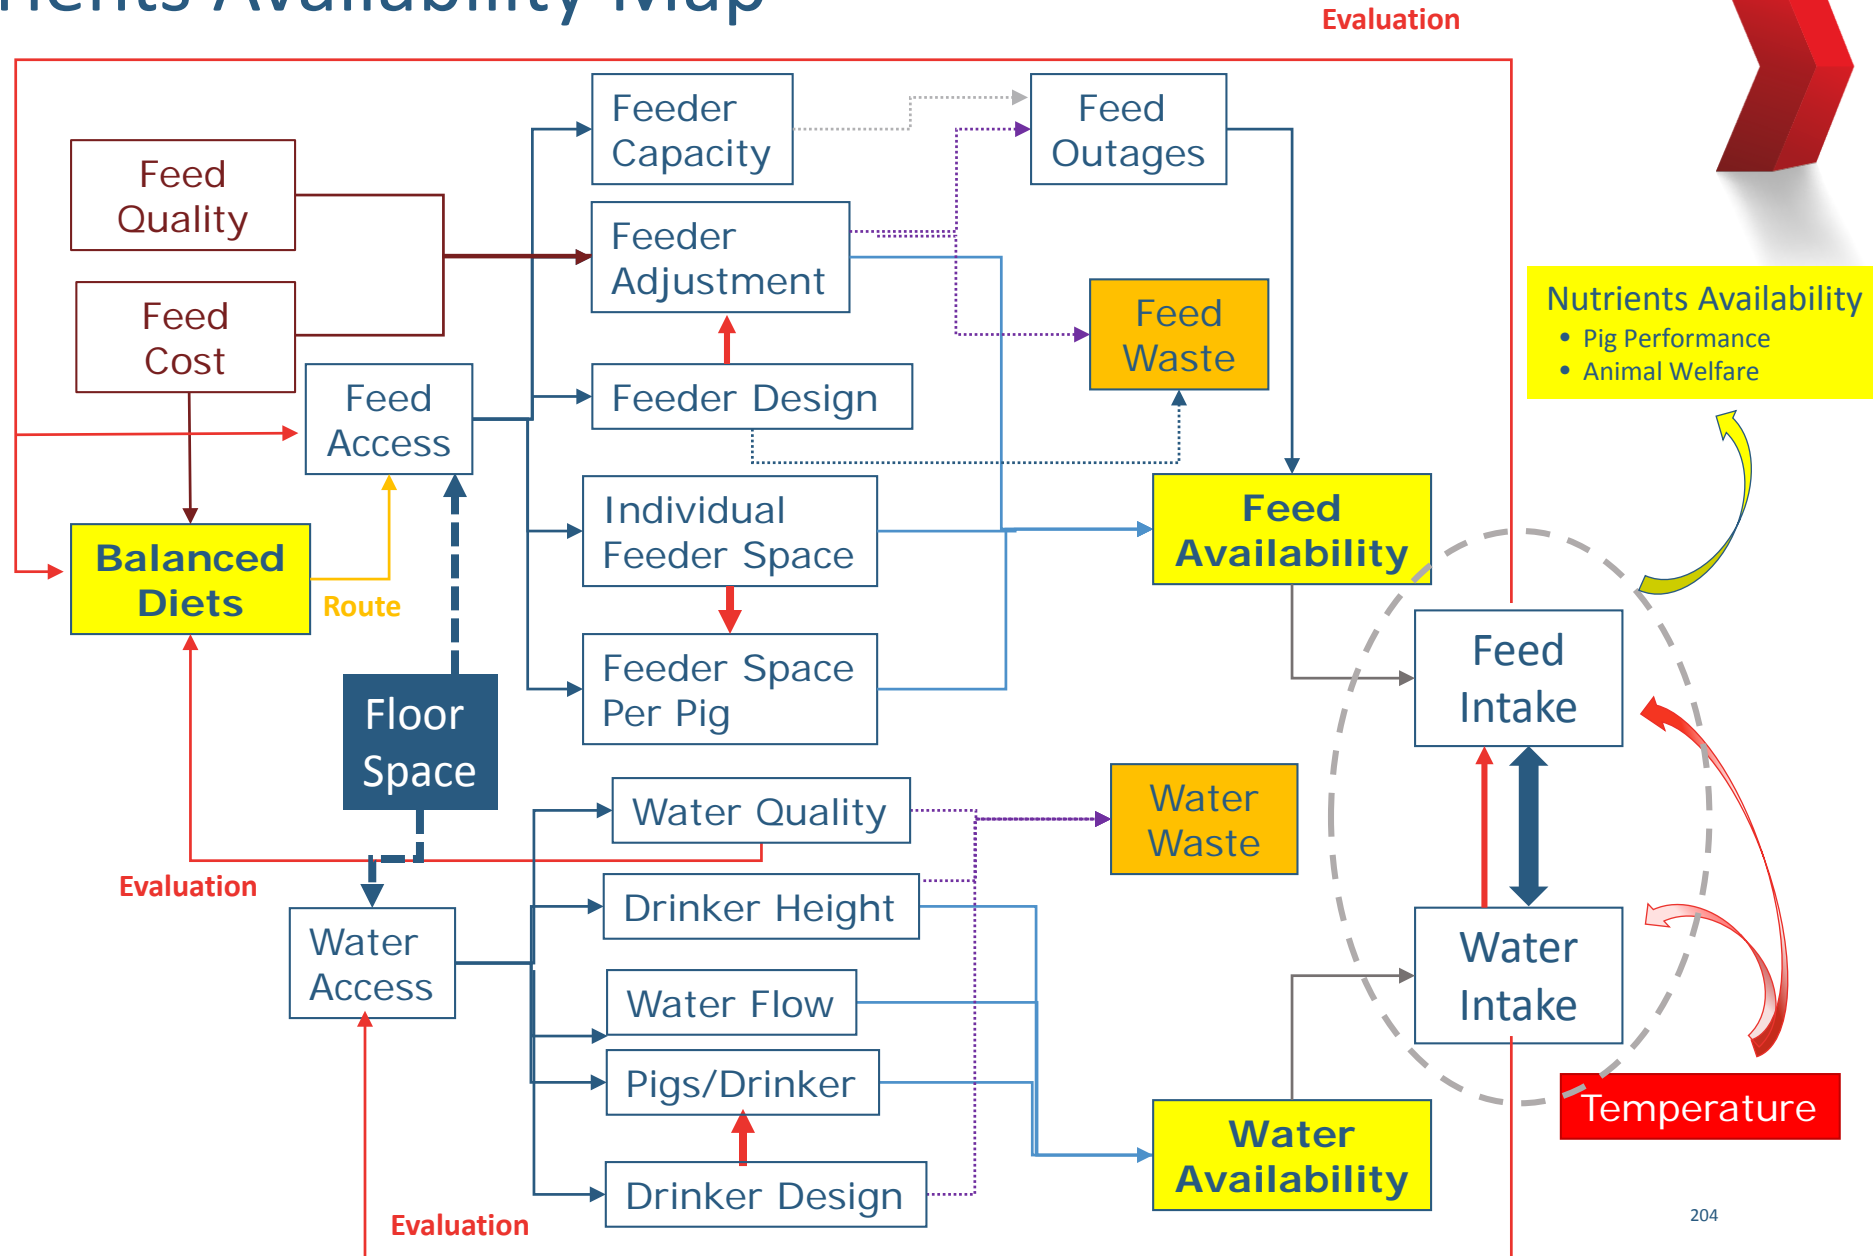 Availability Map
Evaluation
Feeder
Capacity
Feed
Outages
Feed
Quality
Feeder
Adjustment
Feed
Cost
Feed
Waste
Nutrients Availability
• Pig Performance
• Animal Welfare
Feed
Access
Feeder Design
Individual
Feeder Space
Feed
Availability
Balanced
Diets
Route
Feeder Space
Per Pig
Feed
Intake
Floor
Space
Water Quality
Water
Waste
Evaluation
Drinker Height
Water
Access
Water
Intake
Water Flow
Pigs/Drinker
Temperature
Water
Availability
Drinker Design
Evaluation
204